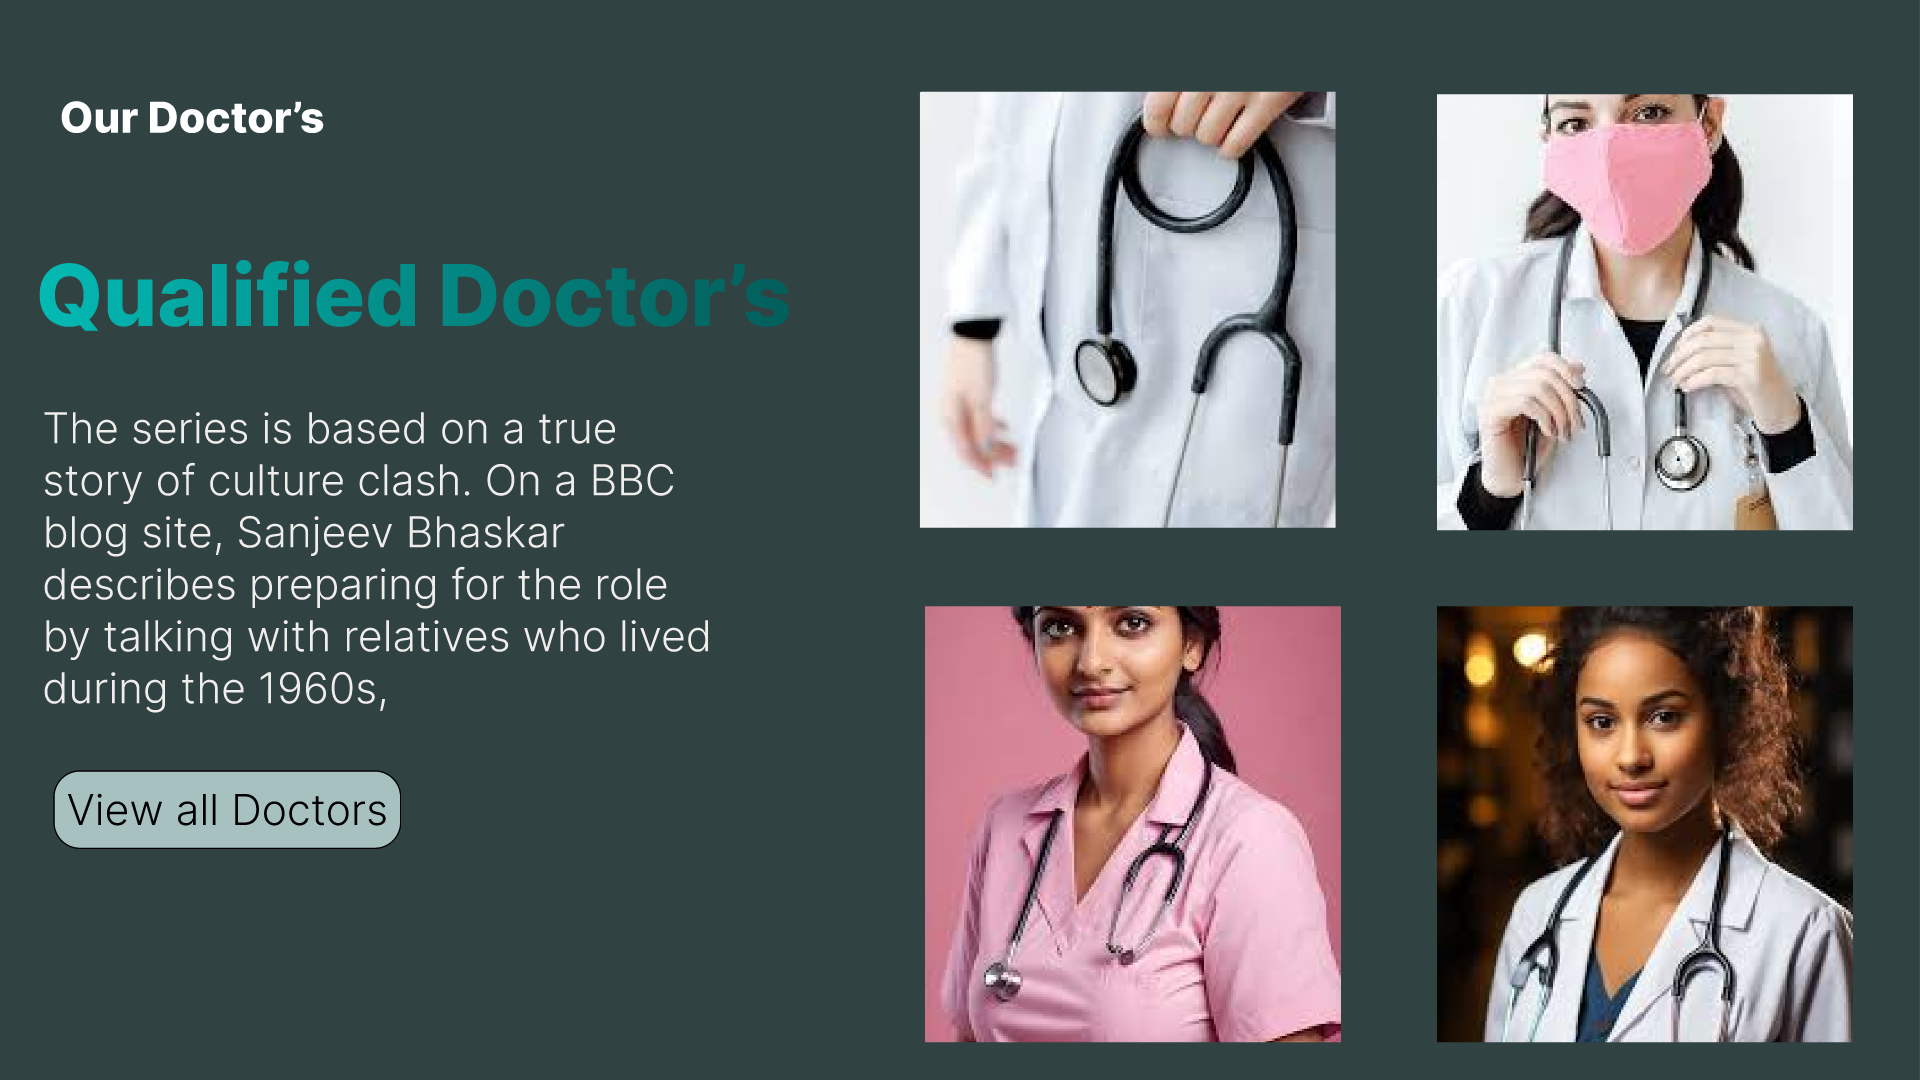 Our Doctor’s
Qualified Doctor’s
The series is based on a true
story of culture clash. On a BBC
blog site, Sanjeev Bhaskar
describes preparing for the role
by talking with relatives who lived
during the 1960s,
View all Doctors